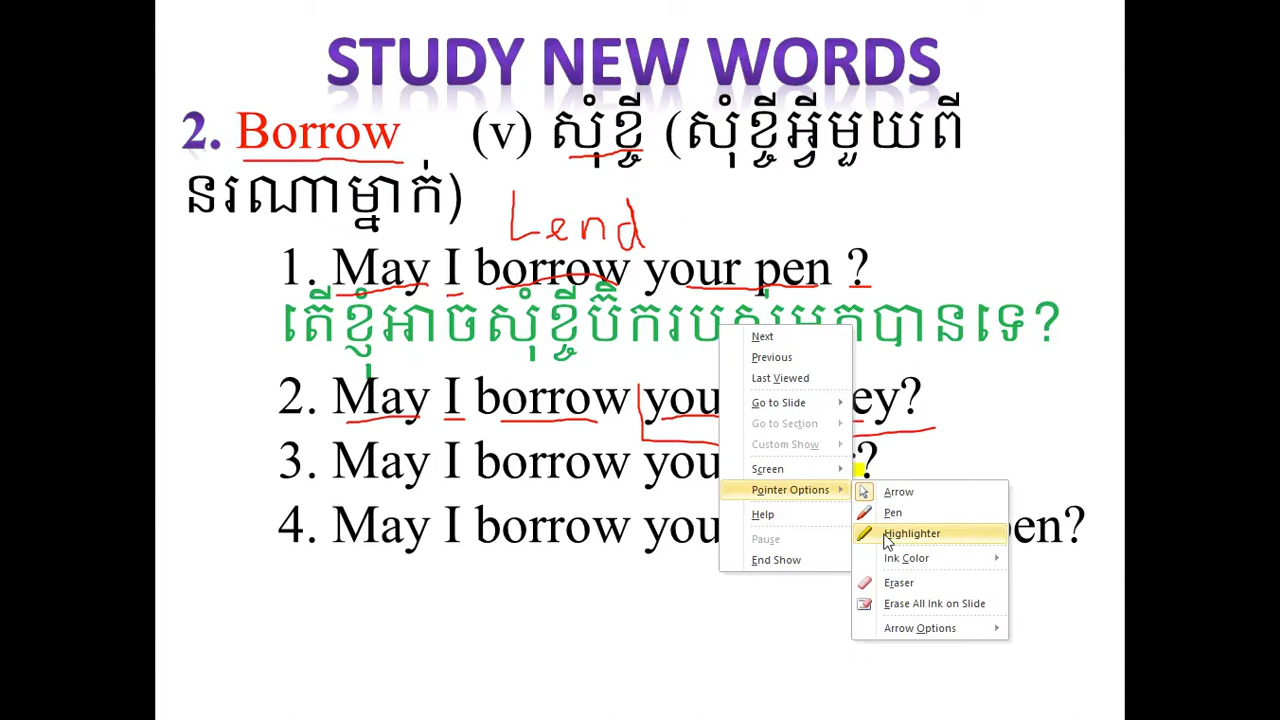 STUDY NEW WORDS
2. Borrow (v) សុំខ្ចី (សុំខ្ចីអ្វីមួយពី
នរណាម្នាក់)
Lend
1. May I borrow your pen ?
តើខ្ញុំអាចសុំខ្ចីប៊ិករបស់អ្នកបានទេ?
2. May I borrow you ey?
3. May I borrow you ?
4. May I borrow you pen?
Next
Previous
Last Viewed
Go to Slide
Go to Section
Custom Show
Screen
Pointer Options
Help
Pause
End Show
Arrow
Pen
Highlighter
Ink Color
Eraser
Erase All Ink on Slide
Arrow Options